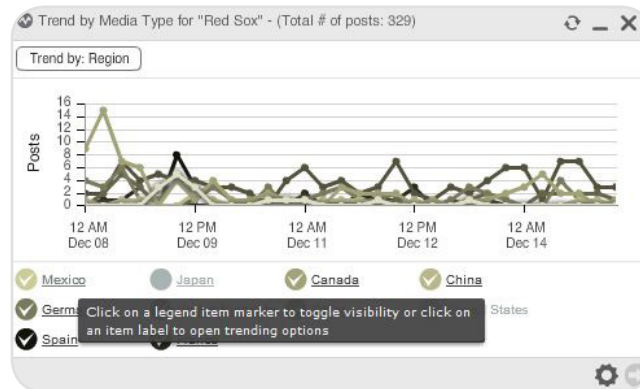 Trend by Media Type for "Red Sox" - (Total # of posts: 329)
Trend by: Region
16
14
12
10
8
6
4
2
0
Posts
12 AM 12 PM 12 AM 12 PM 12 AM
Dec 08 Dec 09 Dec 11 Dec 12 Dec 14
Mexico Japan Canada China
Germ States
Click on a legend item marker to toggle visibility or click on
an item label to open trending options
Spain